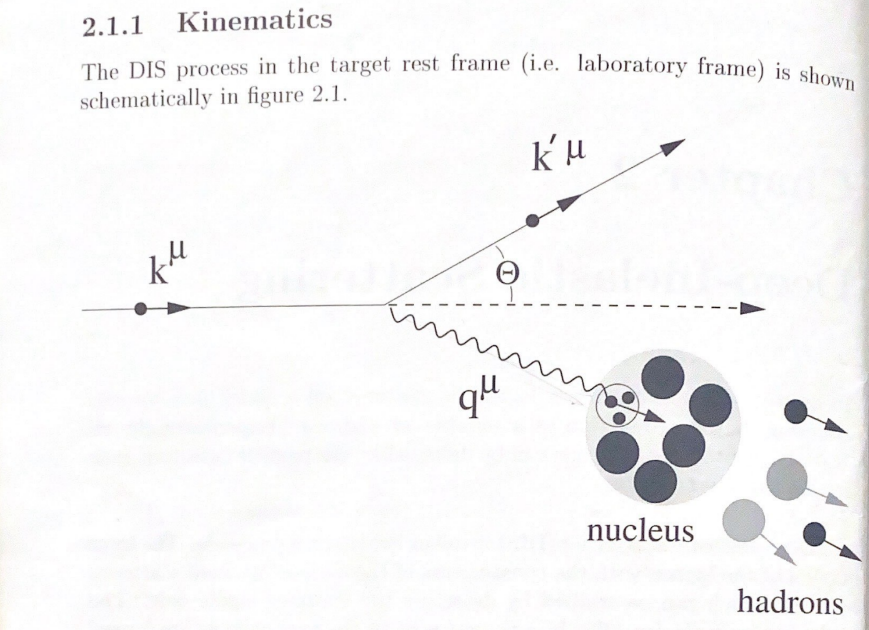 2.1.1 Kinematics
The DIS process in the target rest frame (i.e. laboratory frame) is shown
schematically in figure 2.1.
k′ μ
k^μ
Θ
q^μ
nucleus
hadrons